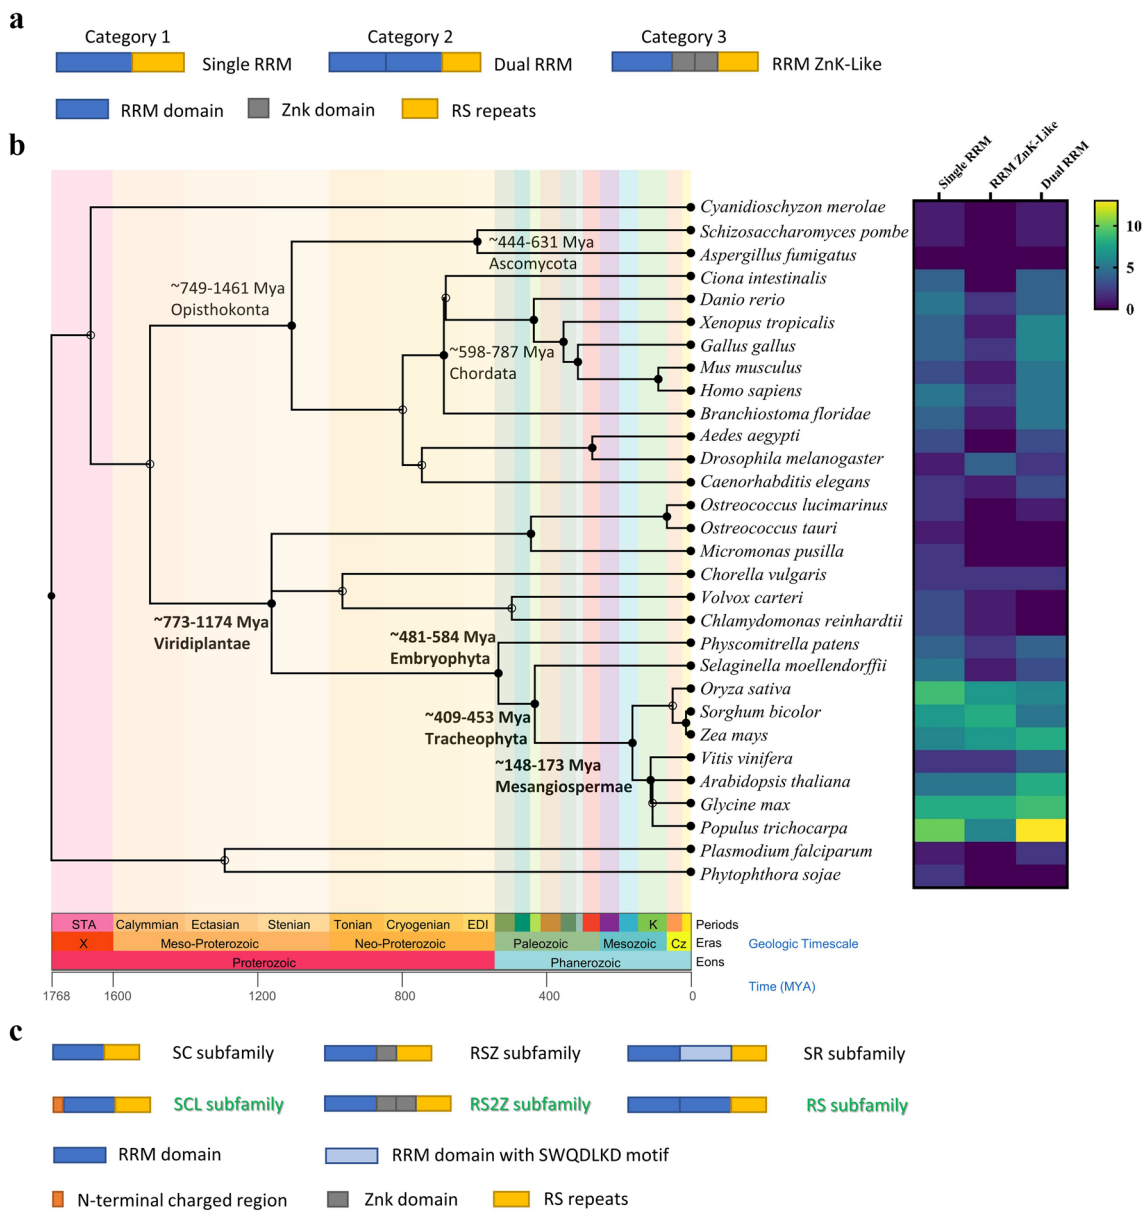 a
Category 1
Category 2
Category 3
Single RRM
Dual RRM
RRM ZnK-Like
RRM domain
Znk domain
RS repeats
b
Single RRM
RRM ZnK-Like
Dual RRM
Cyanidioschyzon merolae
Schizosaccharomyces pombe
Aspergillus fumigatus
Ciona intestinalis
Danio rerio
Xenopus tropicalis
Gallus gallus
Mus musculus
Homo sapiens
Branchiostoma floridae
Aedes aegypti
Drosophila melanogaster
Caenorhabditis elegans
Ostreococcus lucimarinus
Ostreococcus tauri
Micromonas pusilla
Chorella vulgaris
Volvox carteri
Chlamydomonas reinhardtii
Physcomitrella patens
Selaginella moellendorffii
Oryza sativa
Sorghum bicolor
Zea mays
Vitis vinifera
Arabidopsis thaliana
Glycine max
Populus trichocarpa
Plasmodium falciparum
Phytophthora sojae
~444-631 Mya
Ascomycota
~749-1461 Mya
Opisthokonta
~598-787 Mya
Chordata
~773-1174 Mya
Viridiplantae
~481-584 Mya
Embryophyta
~409-453 Mya
Tracheophyta
~148-173 Mya
Mesangiospermae
10
5
0
STA
Calymmian
Ectasian
Stenian
Tonian
Cryogenian
EDI
K
Periods
X
Meso-Proterozoic
Neo-Proterozoic
Paleozoic
Mesozoic
Cz
Eras
Geologic Timescale
Proterozoic
Phanerozoic
Eons
1768
1600
1200
800
400
0
Time (MYA)
c
SC subfamily
RSZ subfamily
SR subfamily
SCL subfamily
RS2Z subfamily
RS subfamily
RRM domain
RRM domain with SWQDLKD motif
N-terminal charged region
Znk domain
RS repeats